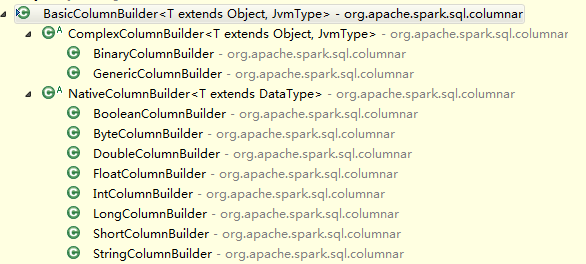 BasicColumnBuilder<T extends Object, JvmType> - org.apache.spark.sql.columnar
ComplexColumnBuilder<T extends Object, JvmType> - org.apache.spark.sql.columnar
BinaryColumnBuilder - org.apache.spark.sql.columnar
GenericColumnBuilder - org.apache.spark.sql.columnar
NativeColumnBuilder<T extends DataType> - org.apache.spark.sql.columnar
BooleanColumnBuilder - org.apache.spark.sql.columnar
ByteColumnBuilder - org.apache.spark.sql.columnar
DoubleColumnBuilder - org.apache.spark.sql.columnar
FloatColumnBuilder - org.apache.spark.sql.columnar
IntColumnBuilder - org.apache.spark.sql.columnar
LongColumnBuilder - org.apache.spark.sql.columnar
ShortColumnBuilder - org.apache.spark.sql.columnar
StringColumnBuilder - org.apache.spark.sql.columnar